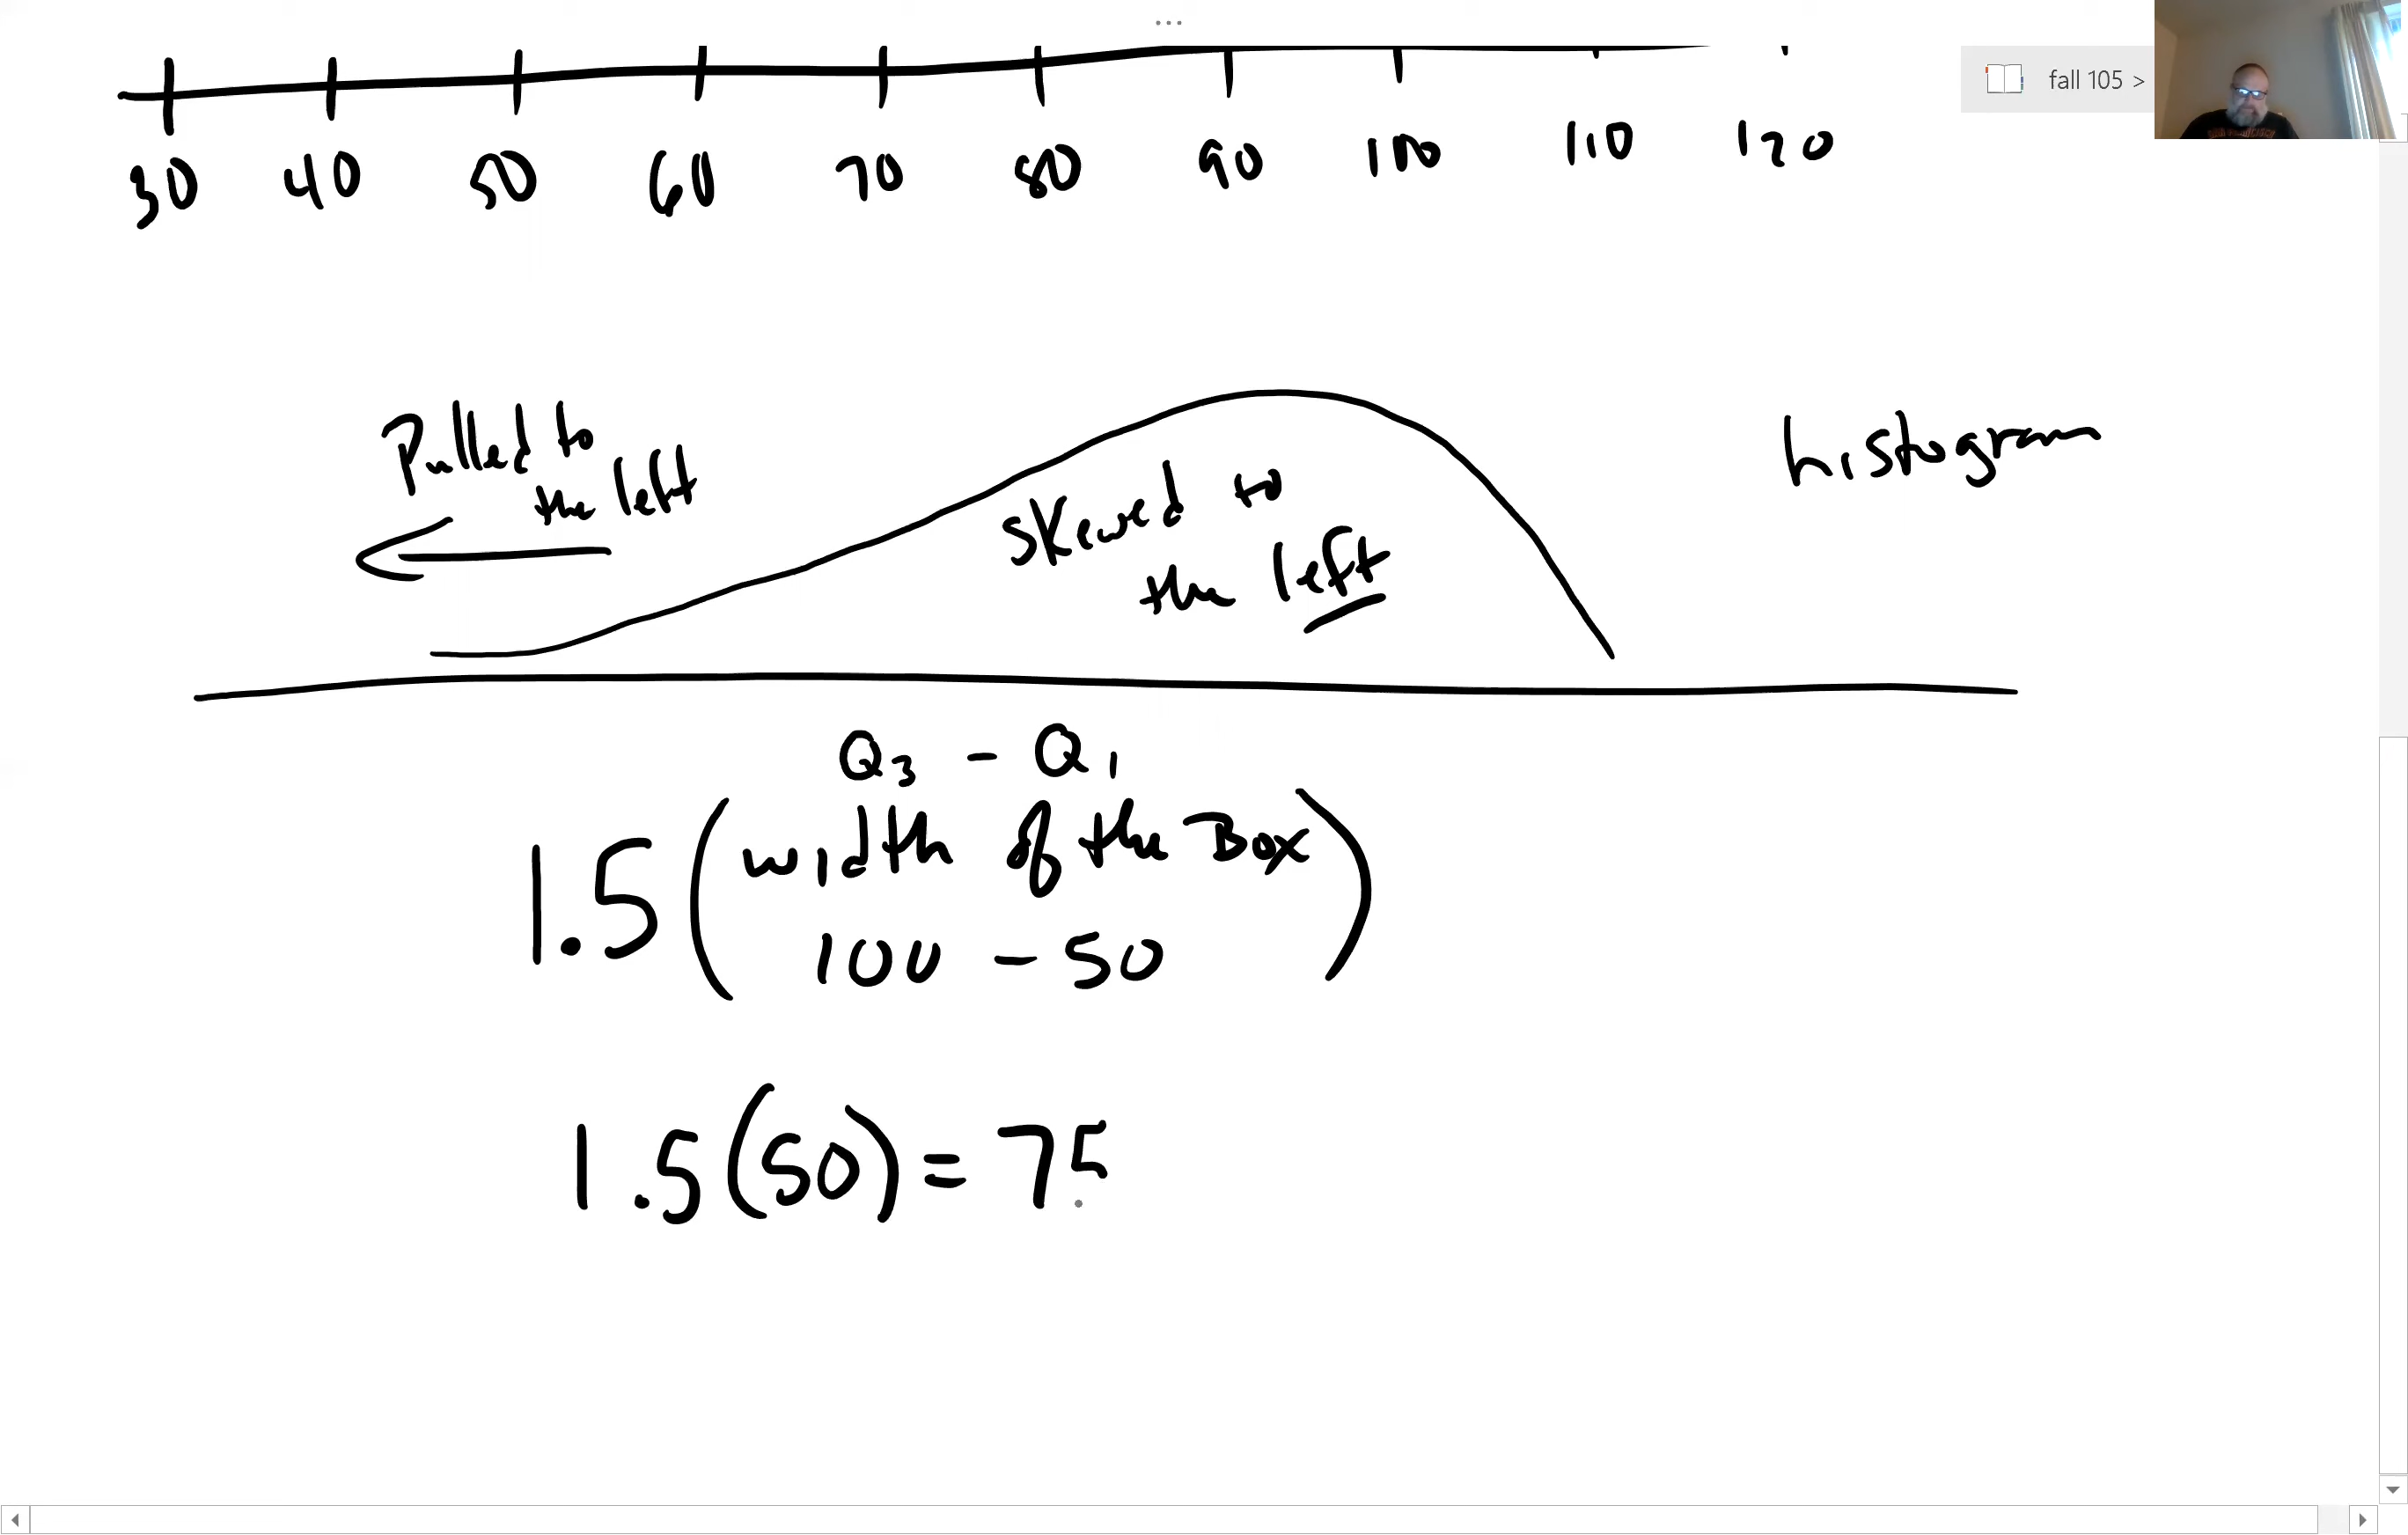 ...
fall 105 >
30 40 50 60 70 80 90 100 110 120
Pulled to
the left
histogram
skewed to
the left
Q3 - Q1
1.5(width of the Box)
100 - 50
1.5(50) = 75